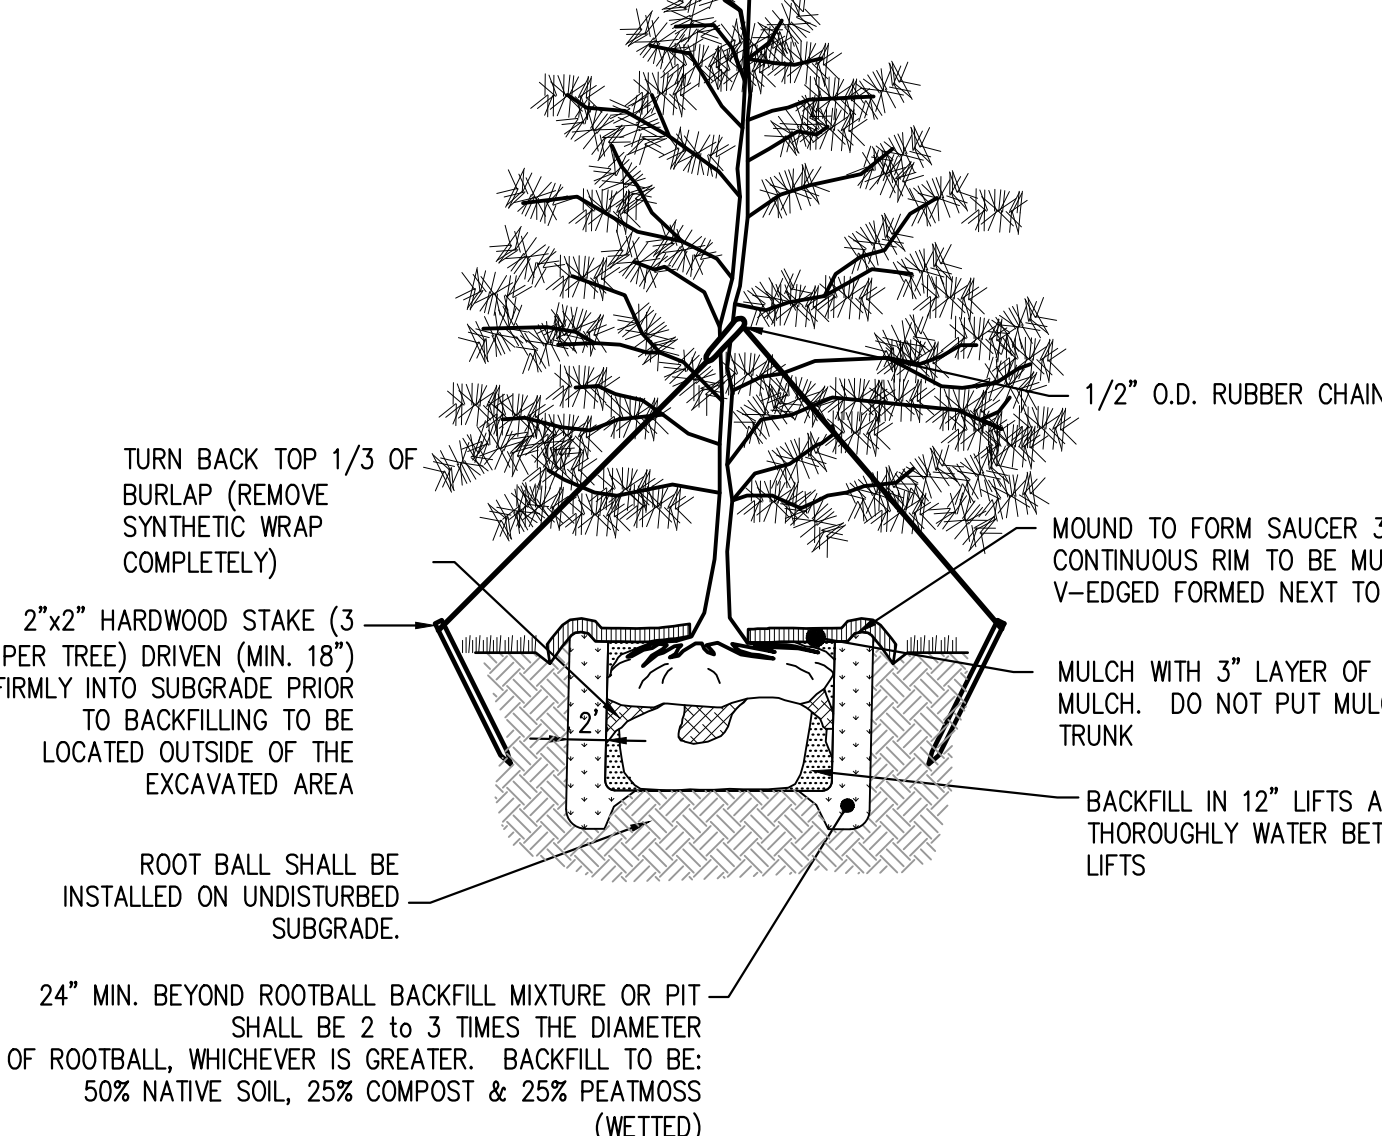 1/2” O.D. RUBBER CHAIN
TURN BACK TOP 1/3 OF
BURLAP (REMOVE
SYNTHETIC WRAP
COMPLETELY)
MOUND TO FORM SAUCER 3
CONTINUOUS RIM TO BE MU
V-EDGED FORMED NEXT TO
2”x2” HARDWOOD STAKE (3
PER TREE) DRIVEN (MIN. 18”)
FIRMLY INTO SUBGRADE PRIOR
TO BACKFILLING TO BE
LOCATED OUTSIDE OF THE
EXCAVATED AREA
MULCH WITH 3” LAYER OF
MULCH. DO NOT PUT MULC
TRUNK
2'
BACKFILL IN 12” LIFTS A
THOROUGHLY WATER BET
LIFTS
ROOT BALL SHALL BE
INSTALLED ON UNDISTURBED
SUBGRADE.
24” MIN. BEYOND ROOTBALL BACKFILL MIXTURE OR PIT
SHALL BE 2 to 3 TIMES THE DIAMETER
OF ROOTBALL, WHICHEVER IS GREATER. BACKFILL TO BE:
50% NATIVE SOIL, 25% COMPOST & 25% PEATMOSS
(WETTED)